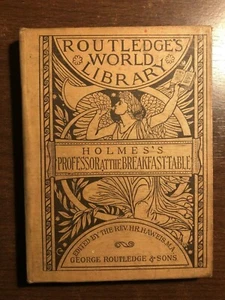 ROUTLEDGE'S
WORLD
LIBRARY
HOLMES'S
PROFESSOR AT THE BREAKFAST-TABLE
EDITED BY THE REV. H.R. HAWEIS, M.A.
GEORGE ROUTLEDGE & SONS